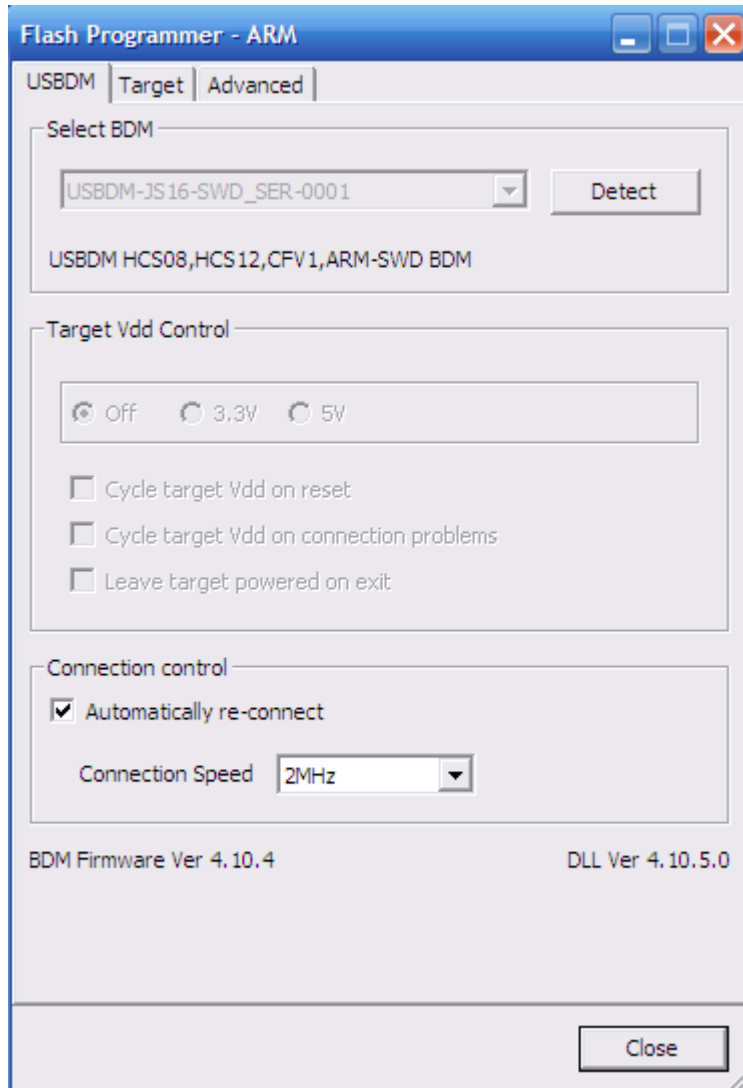 Flash Programmer - ARM
USBDM Target Advanced
Select BDM
USBDM-JS16-SWD_SER-0001 Detect
USBDM HCS08,HCS12,CFV1,ARM-SWD BDM
Target Vdd Control
Off 3.3V 5V
Cycle target Vdd on reset
Cycle target Vdd on connection problems
Leave target powered on exit
Connection control
Automatically re-connect
Connection Speed 2MHz
BDM Firmware Ver 4.10.4 DLL Ver 4.10.5.0
Close